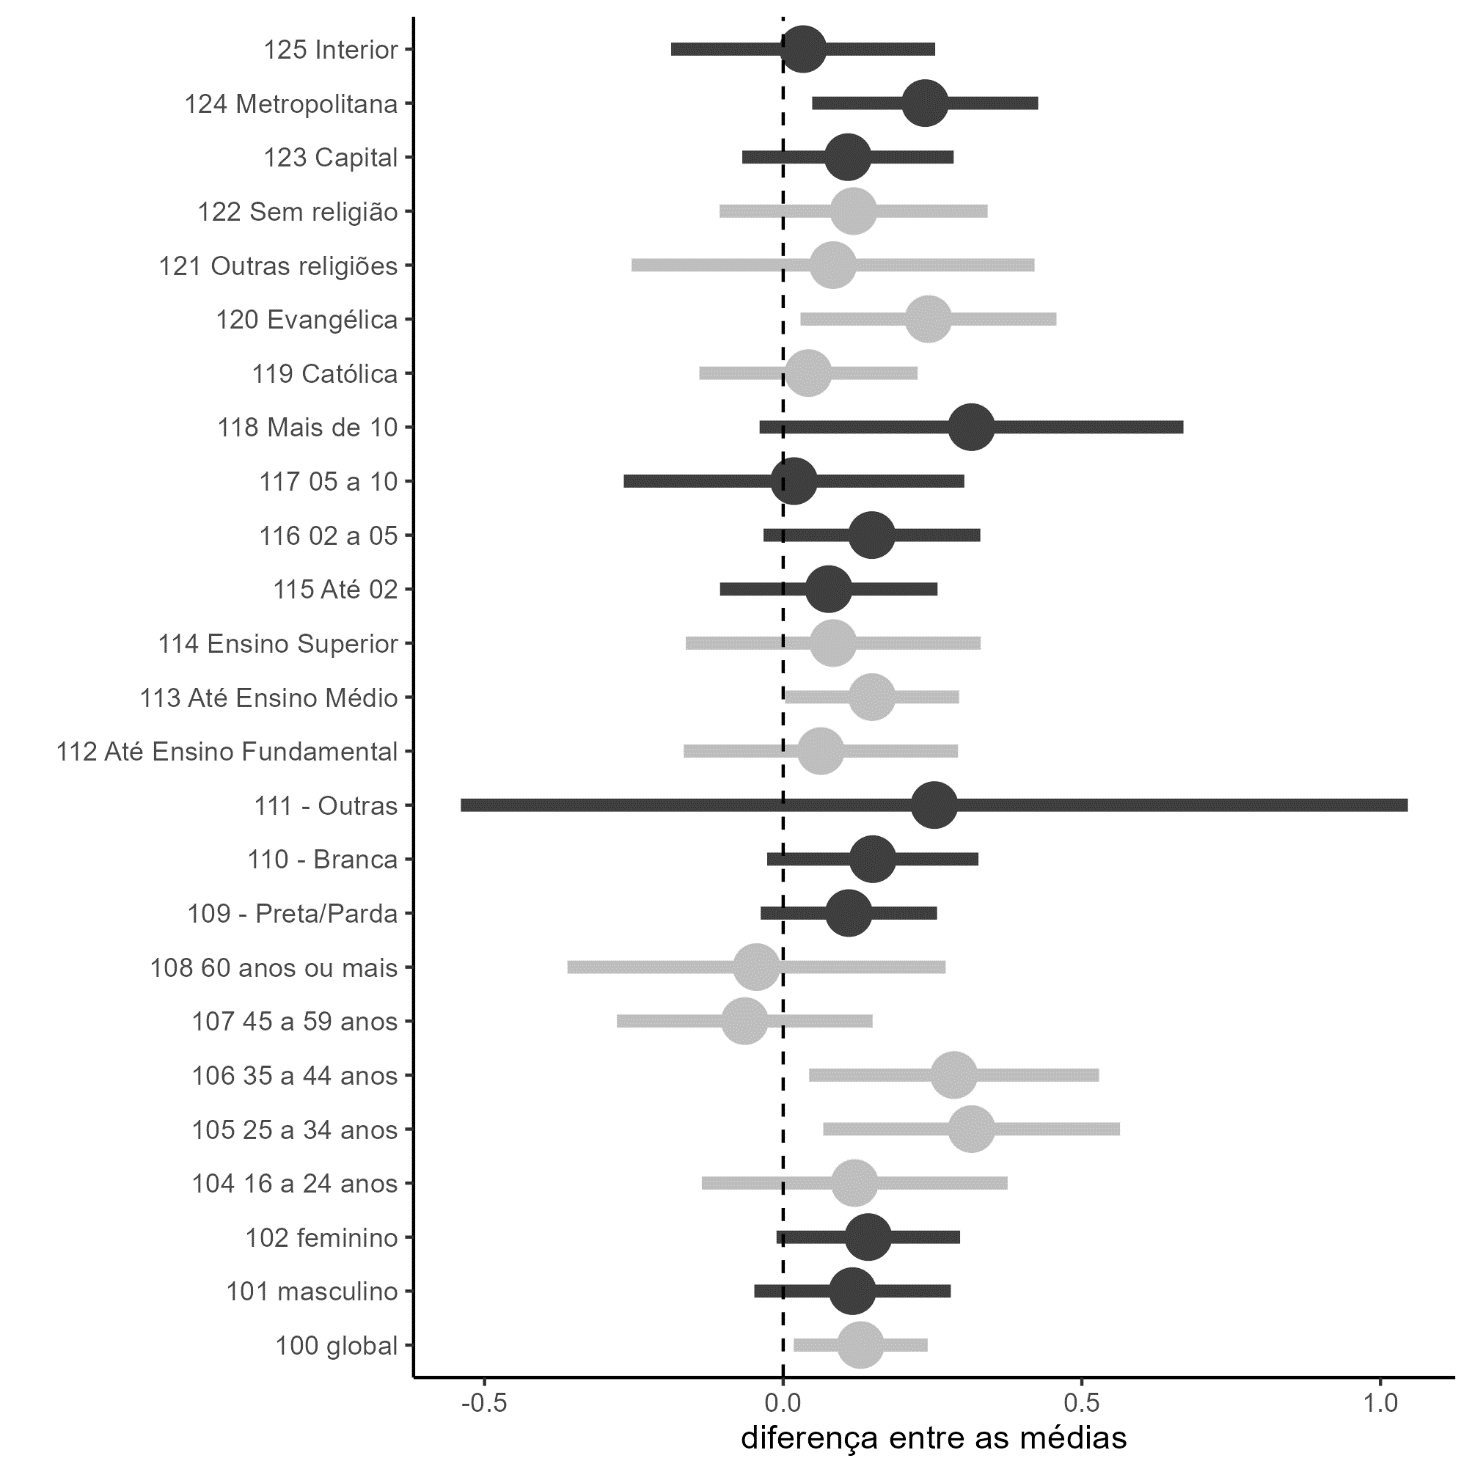 125 Interior
124 Metropolitana
123 Capital
122 Sem religião
121 Outras religiões
120 Evangélica
119 Católica
118 Mais de 10
117 05 a 10
116 02 a 05
115 Até 02
114 Ensino Superior
113 Até Ensino Médio
112 Até Ensino Fundamental
111 - Outras
110 - Branca
109 - Preta/Parda
108 60 anos ou mais
107 45 a 59 anos
106 35 a 44 anos
105 25 a 34 anos
104 16 a 24 anos
102 feminino
101 masculino
100 global
-0.5 0.0 0.5 1.0
diferença entre as médias